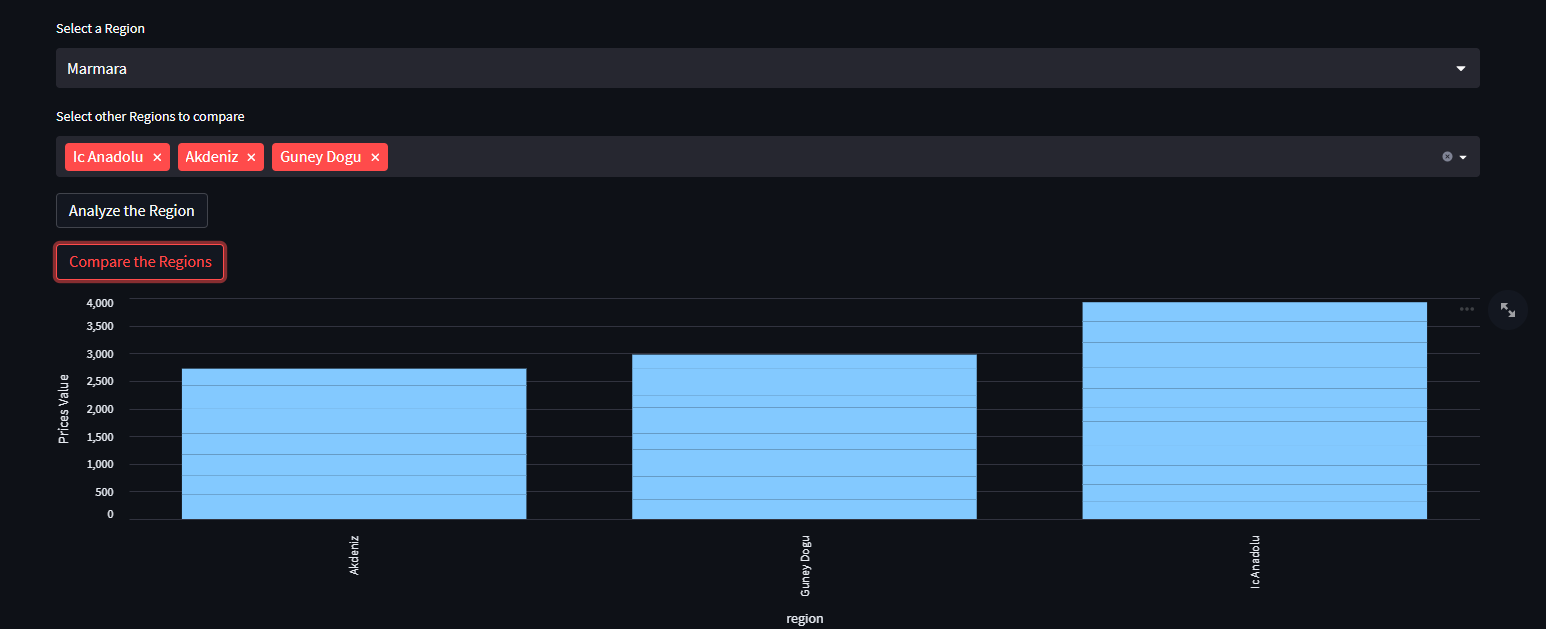 Select a Region
Marmara
Select other Regions to compare
Ic Anadolu × Akdeniz × Guney Dogu ×
Analyze the Region
Compare the Regions
4,000
3,500
3,000
2,500
2,000
1,500
1,000
500
0
Prices Value
Akdeniz
Guney Dogu
Ic Anadolu
region